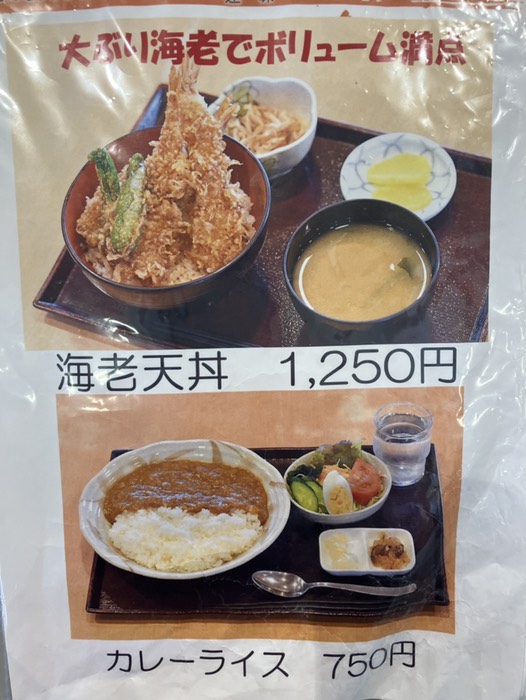 大ぶり海老でボリューム満点
海老天丼　1,250円
カレーライス　750円